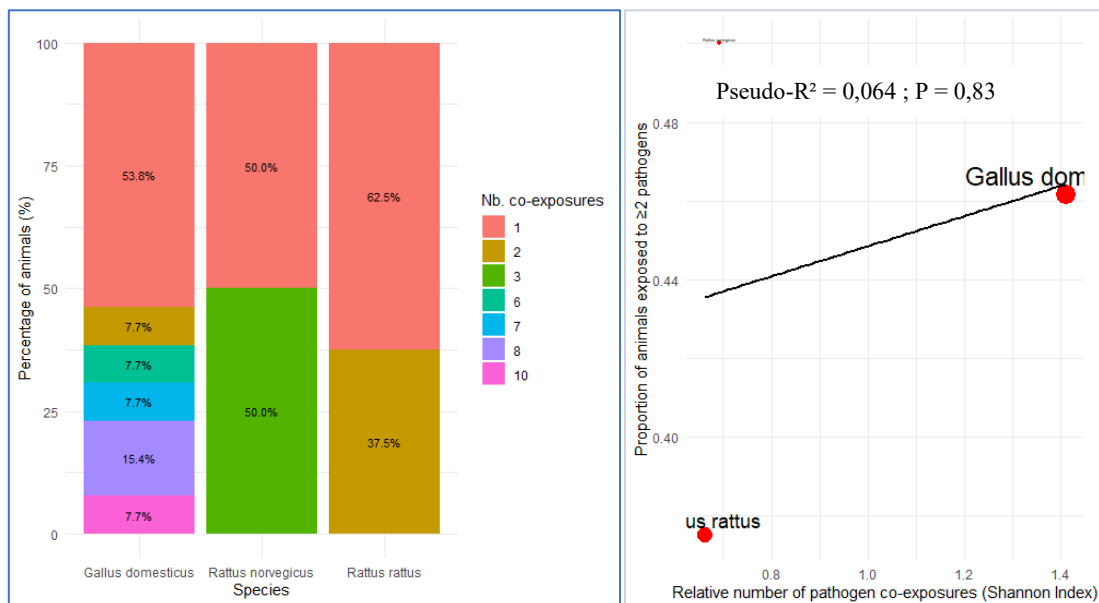 100
75
50
25
0
Percentage of animals (%)
53.8%
7.7%
7.7%
7.7%
15.4%
7.7%
50.0%
50.0%
62.5%
37.5%
Gallus domesticus
Rattus norvegicus
Rattus rattus
Species
Nb. co-exposures
1
2
3
6
7
8
10
Rattus norvegicus
Pseudo-R² = 0,064 ; P = 0,83
0.48
0.44
0.40
Proportion of animals exposed to ≥2 pathogens
Gallus dom
us rattus
0.8
1.0
1.2
1.4
Relative number of pathogen co-exposures (Shannon Index)